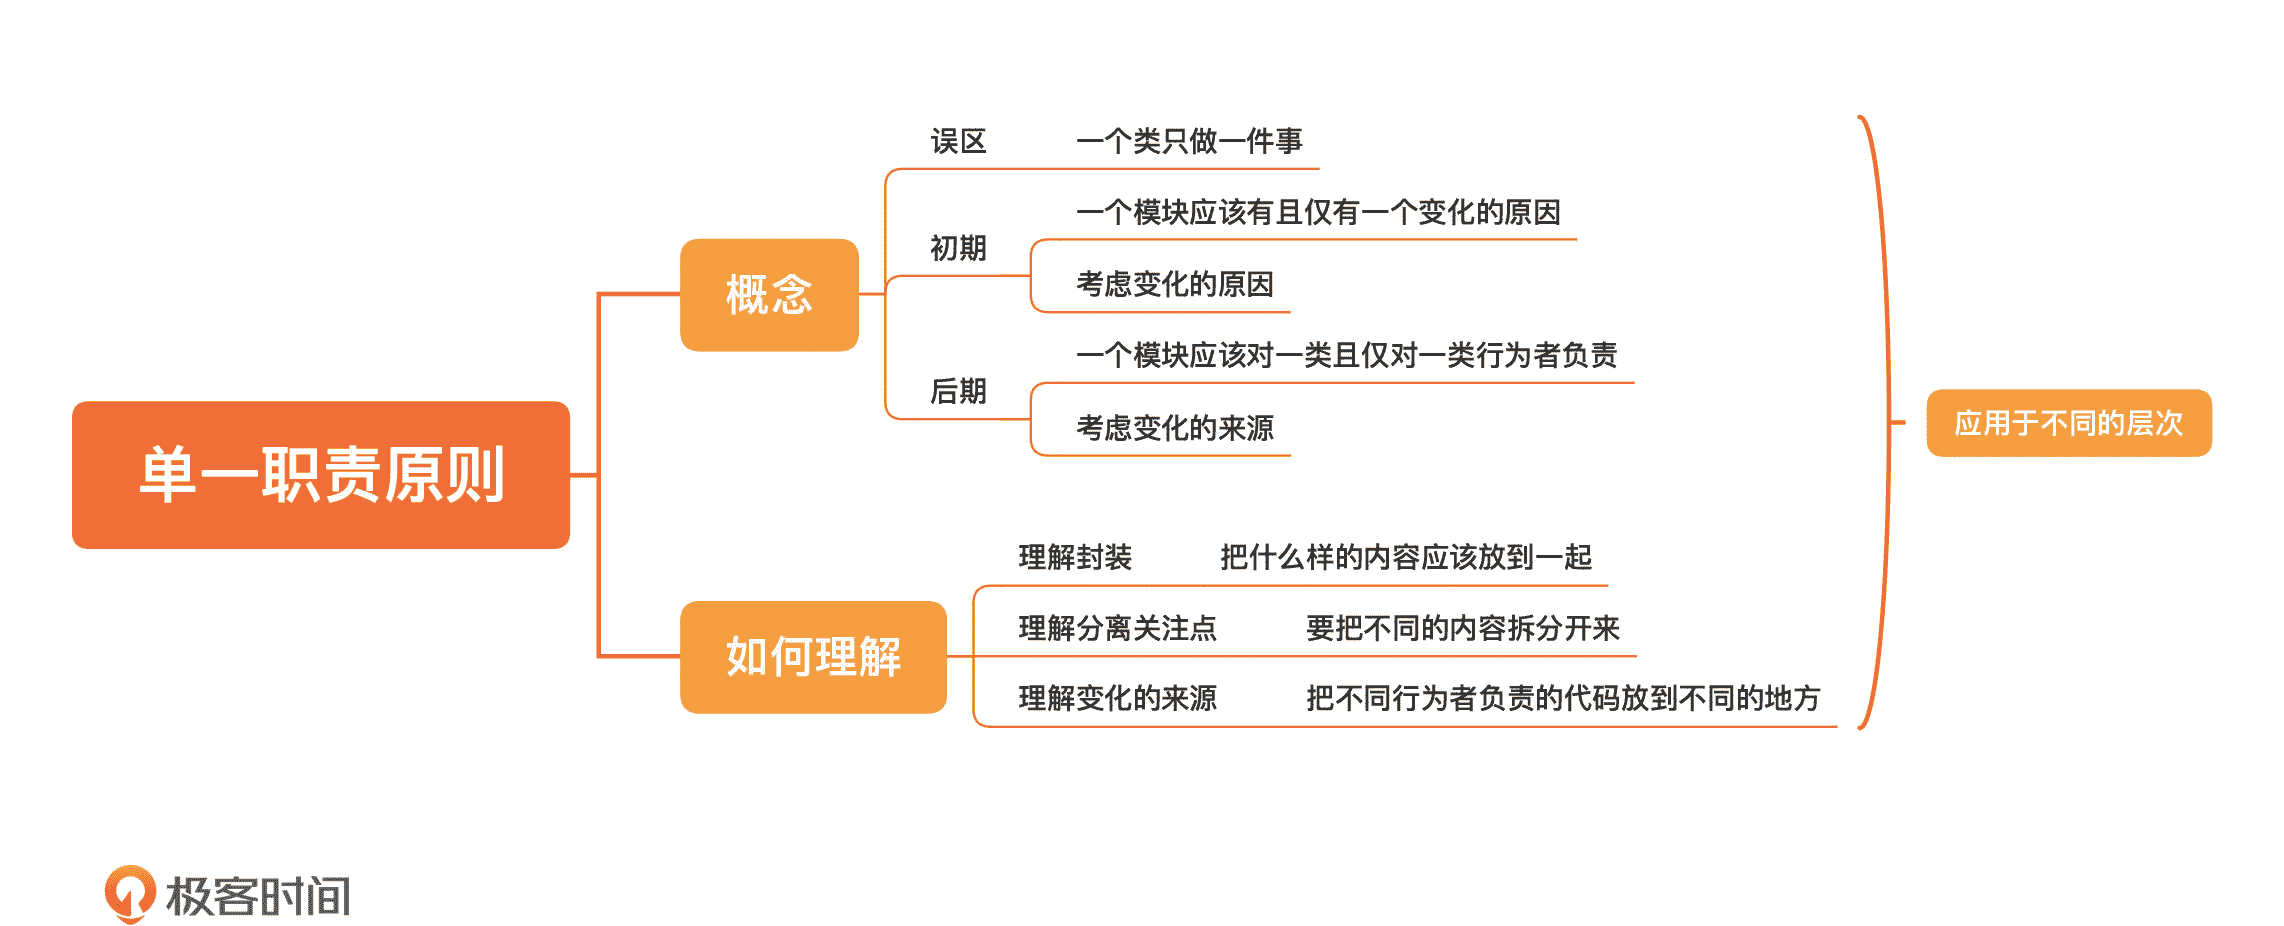 单一职责原则
概念
误区 一个类只做一件事
初期
一个模块应该有且仅有一个变化的原因
考虑变化的原因
后期
一个模块应该对一类且仅对一类行为者负责
考虑变化的来源
如何理解
理解封装 把什么样的内容应该放到一起
理解分离关注点 要把不同的内容拆分开来
理解变化的来源 把不同行为者负责的代码放到不同的地方
应用于不同的层次
极客时间